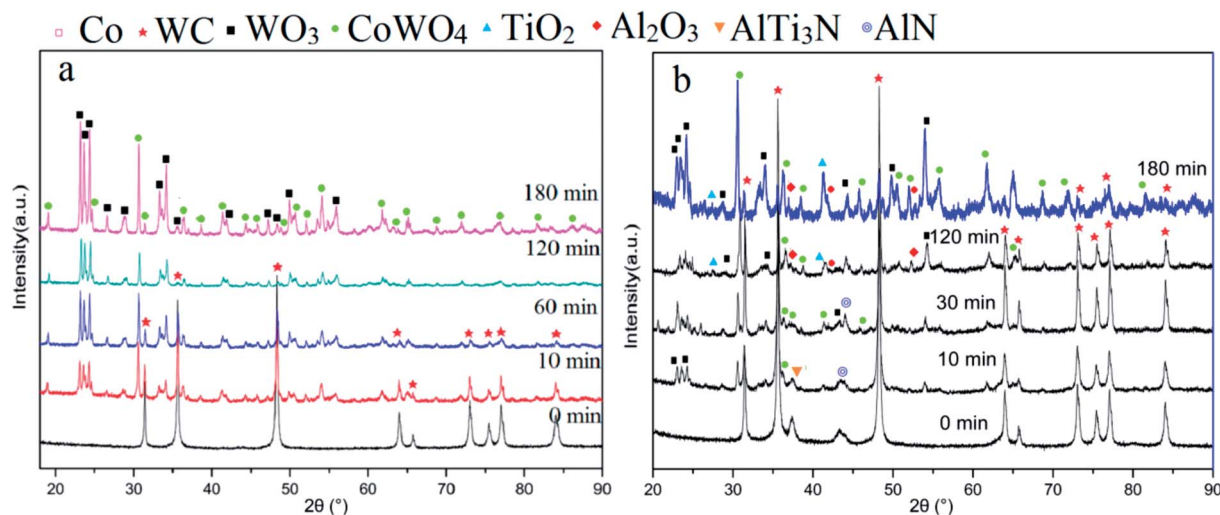 Co WC WO₃ CoWO₄ TiO₂ Al₂O₃ AlTi₃N AlN
a
180 min
120 min
60 min
10 min
0 min
Intensity(a.u.)
20 30 40 50 60 70 80 90
2θ (°)
b
180 min
120 min
30 min
10 min
0 min
Intensity(a.u.)
20 30 40 50 60 70 80 90
2θ (°)